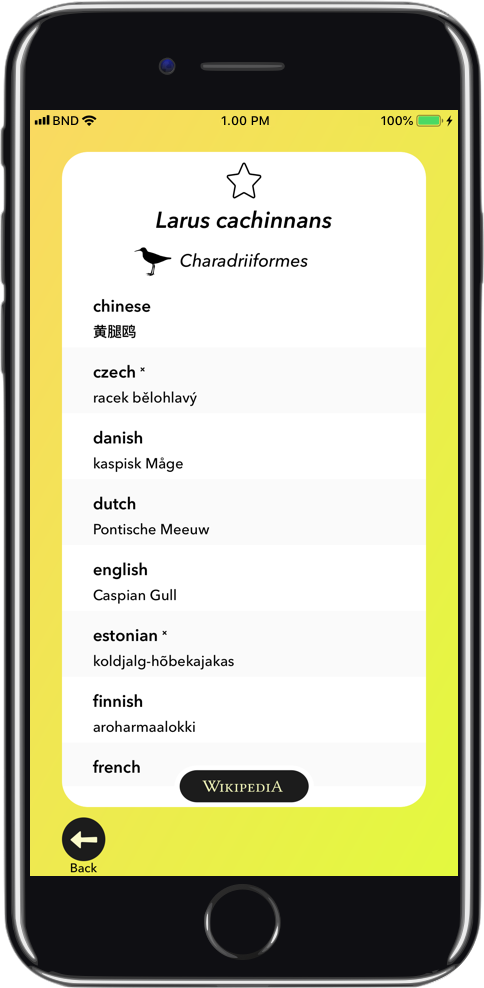 BND 1.00 PM 100%
Larus cachinnans
Charadriiformes
chinese
黄腿鸥
czech ×
racek bělohlavý
danish
kaspisk Måge
dutch
Pontische Meeuw
english
Caspian Gull
estonian ×
koldjalg-hõbekajakas
finnish
aroharmaalokki
french
WIKIPEDIA
Back